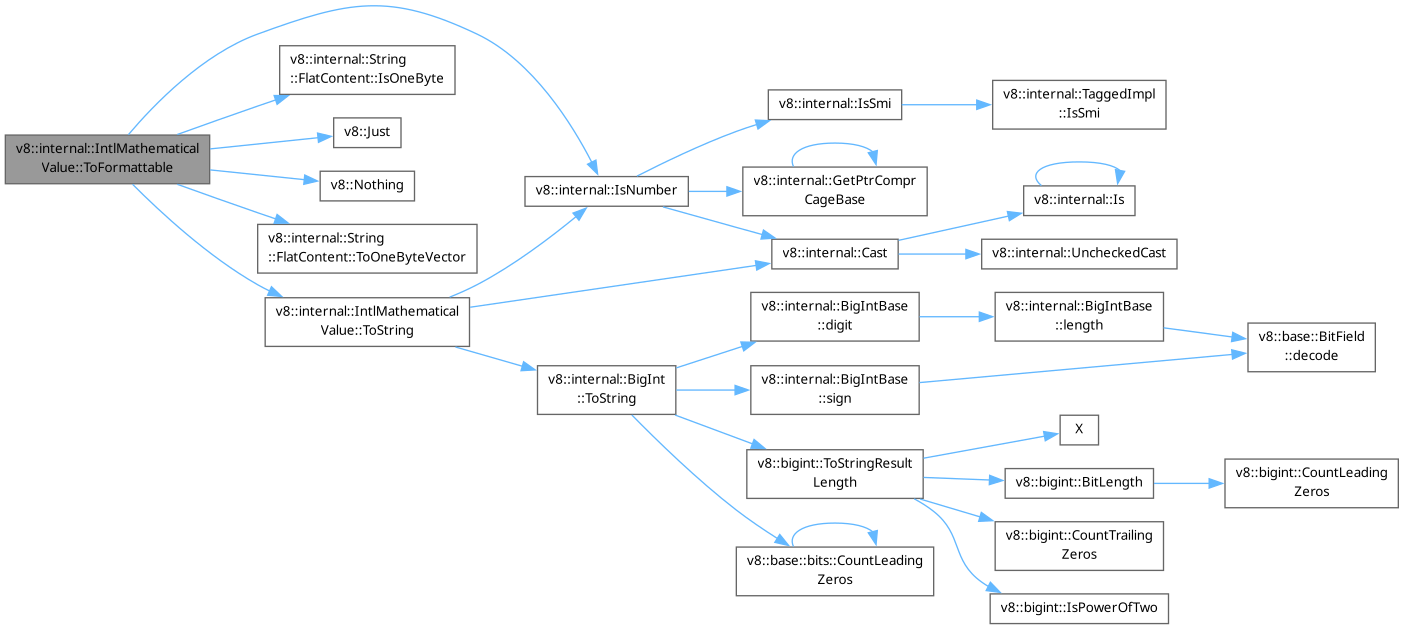 v8::internal::IntlMathematical
Value::ToFormattable
v8::internal::String
::FlatContent::IsOneByte
v8::Just
v8::Nothing
v8::internal::String
::FlatContent::ToOneByteVector
v8::internal::IntlMathematical
Value::ToString
v8::internal::IsNumber
v8::internal::BigInt
::ToString
v8::internal::IsSmi
v8::internal::GetPtrCompr
CageBase
v8::internal::Cast
v8::internal::BigIntBase
::digit
v8::internal::BigIntBase
::sign
v8::bigint::ToStringResult
Length
v8::base::bits::CountLeading
Zeros
v8::internal::TaggedImpl
::IsSmi
v8::internal::Is
v8::internal::UncheckedCast
v8::internal::BigIntBase
::length
X
v8::bigint::BitLength
v8::bigint::CountTrailing
Zeros
v8::bigint::IsPowerOfTwo
v8::base::BitField
::decode
v8::bigint::CountLeading
Zeros